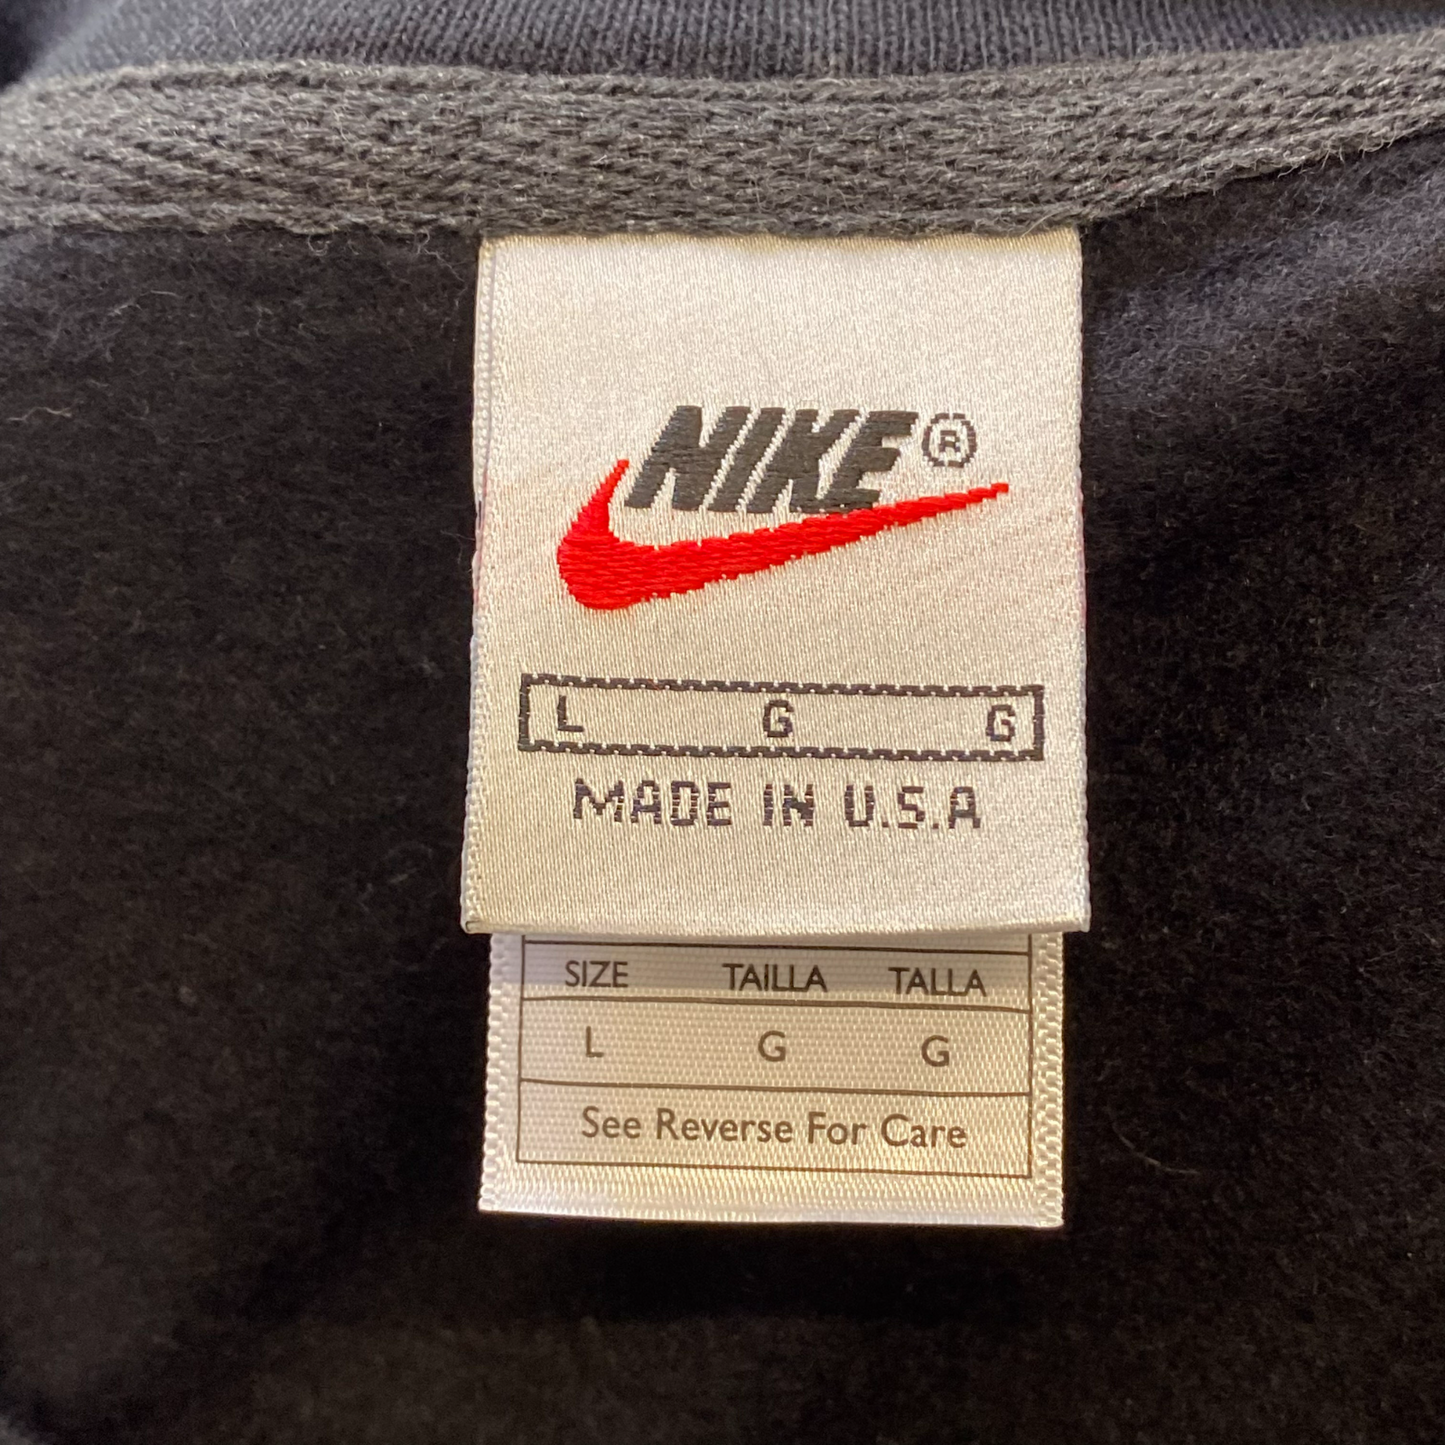 NIKE®
L G G
MADE IN U.S.A
SIZE TAILLA TALLA
L G G
See Reverse For Care